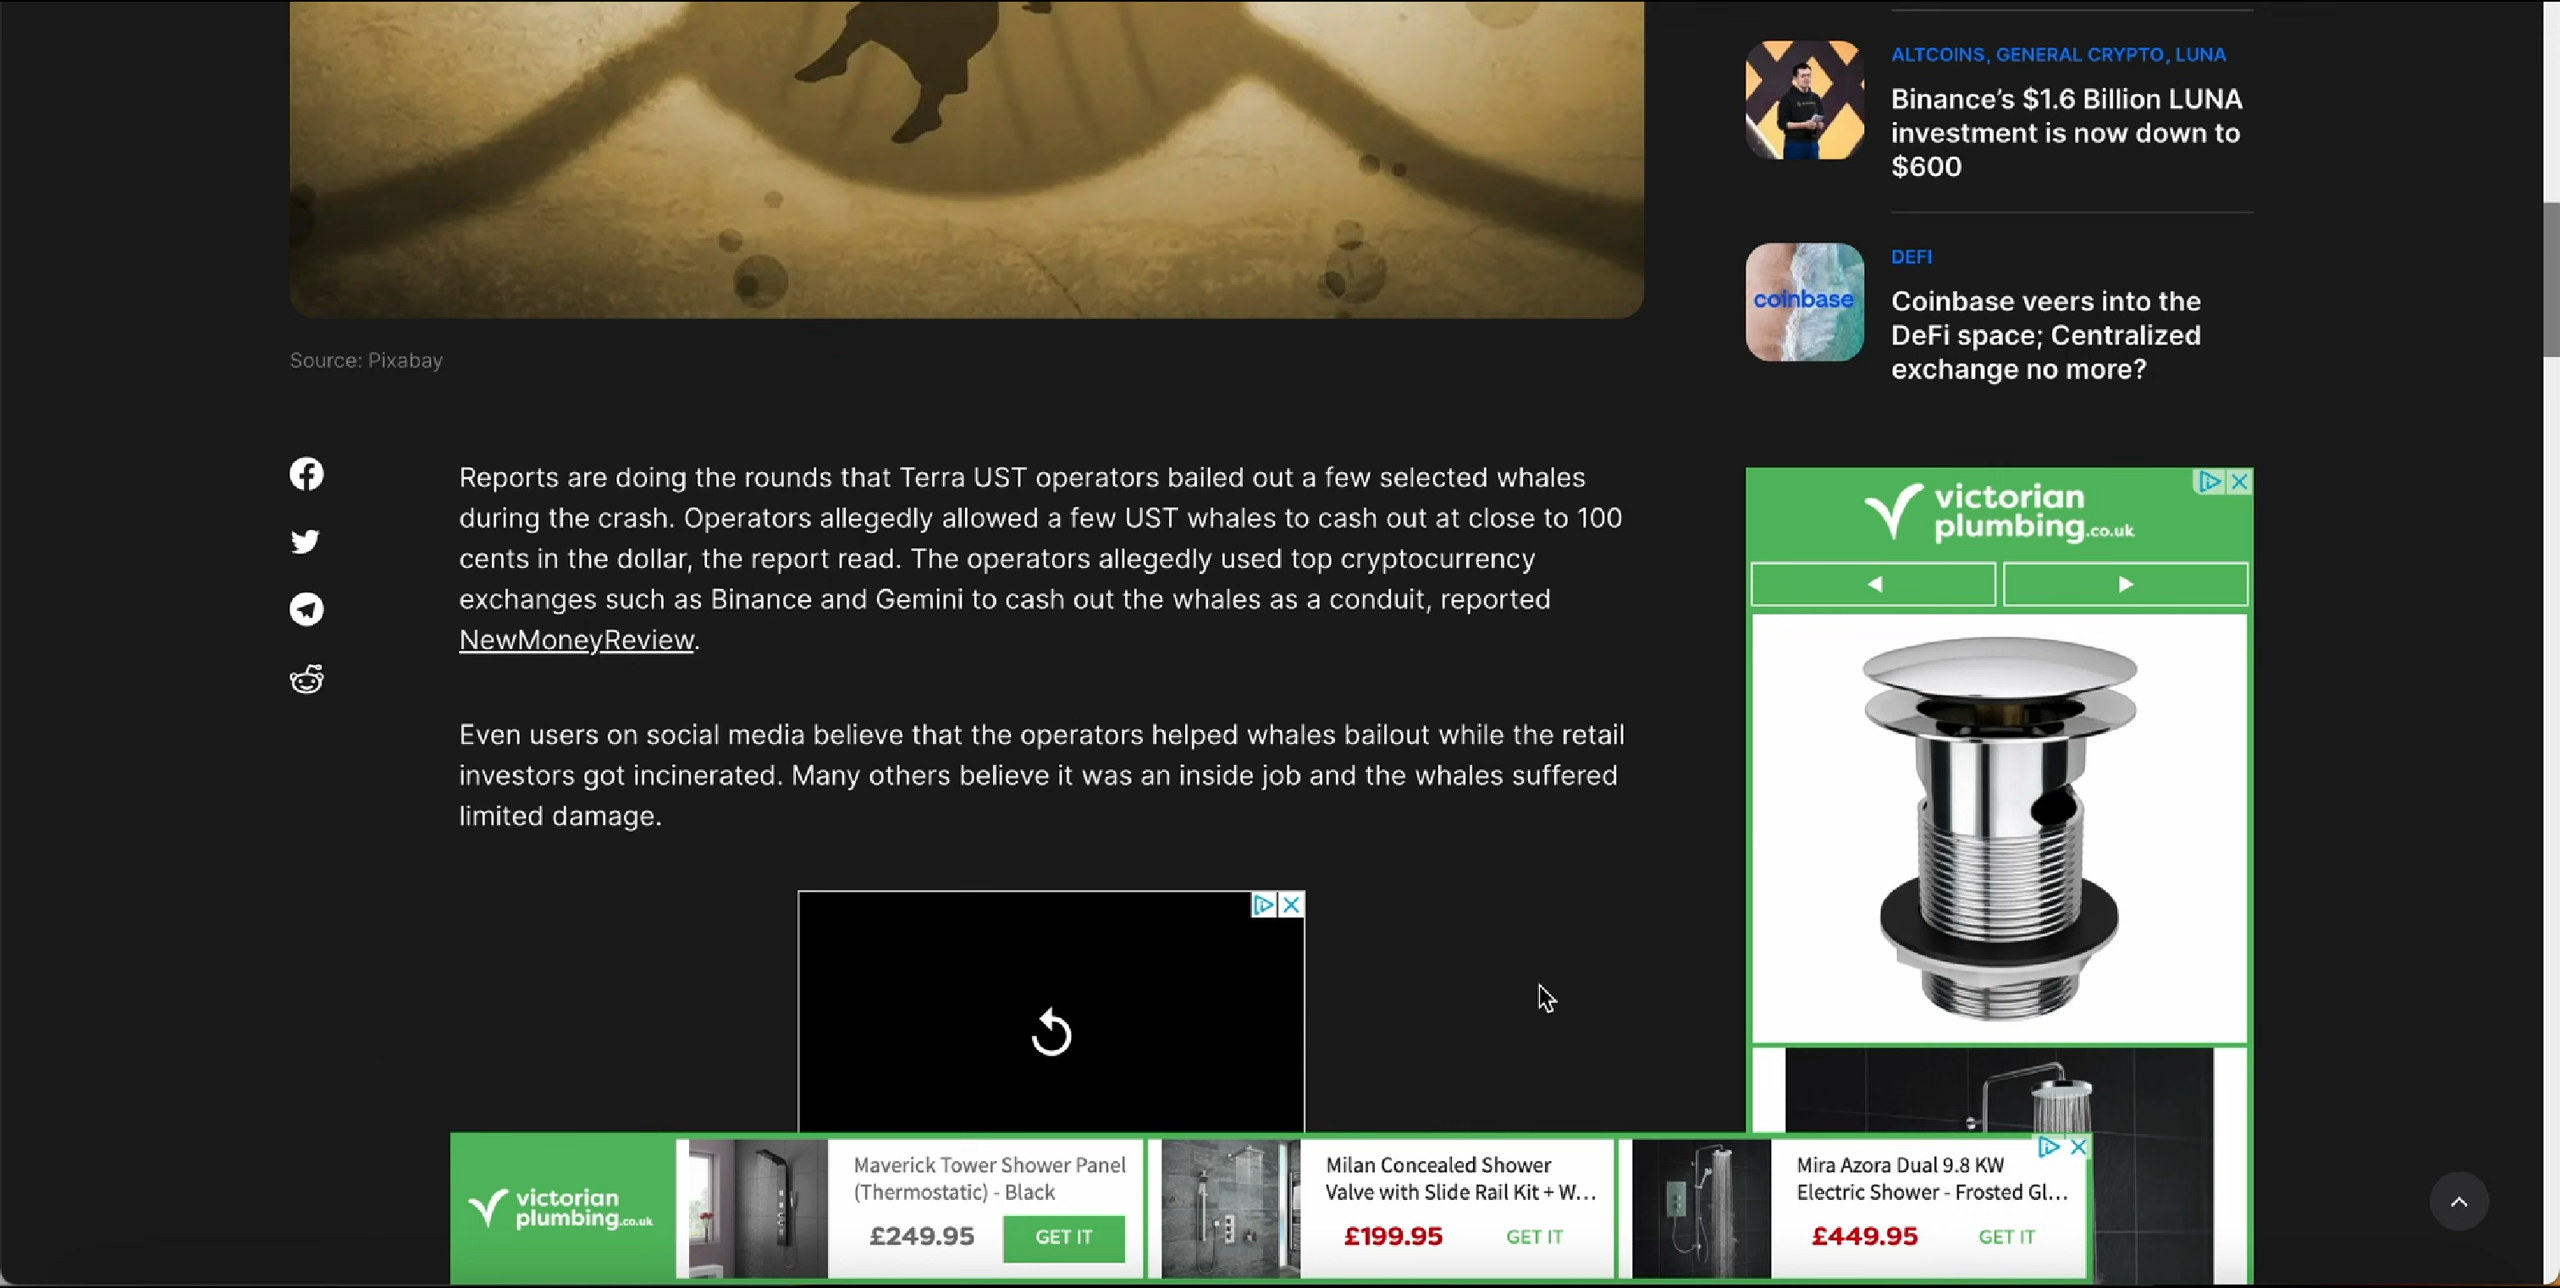 Source: Pixabay
Reports are doing the rounds that Terra UST operators bailed out a few selected whales
during the crash. Operators allegedly allowed a few UST whales to cash out at close to 100
cents in the dollar, the report read. The operators allegedly used top cryptocurrency
exchanges such as Binance and Gemini to cash out the whales as a conduit, reported
NewMoneyReview.
Even users on social media believe that the operators helped whales bailout while the retail
investors got incinerated. Many others believe it was an inside job and the whales suffered
limited damage.
ALTCOINS, GENERAL CRYPTO, LUNA
Binance’s $1.6 Billion LUNA
investment is now down to
$600
coinbase
DEFI
Coinbase veers into the
DeFi space; Centralized
exchange no more?
victorian
plumbing.co.uk
victorian
plumbing.co.uk
Maverick Tower Shower Panel
(Thermostatic) - Black
£249.95
GET IT
Milan Concealed Shower
Valve with Slide Rail Kit + W...
£199.95
GET IT
Mira Azora Dual 9.8 KW
Electric Shower - Frosted Gl...
£449.95
GET IT